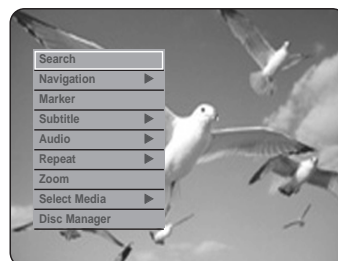 Search
Navigation ►
Marker
Subtitle ►
Audio ►
Repeat ►
Zoom
Select Media ►
Disc Manager